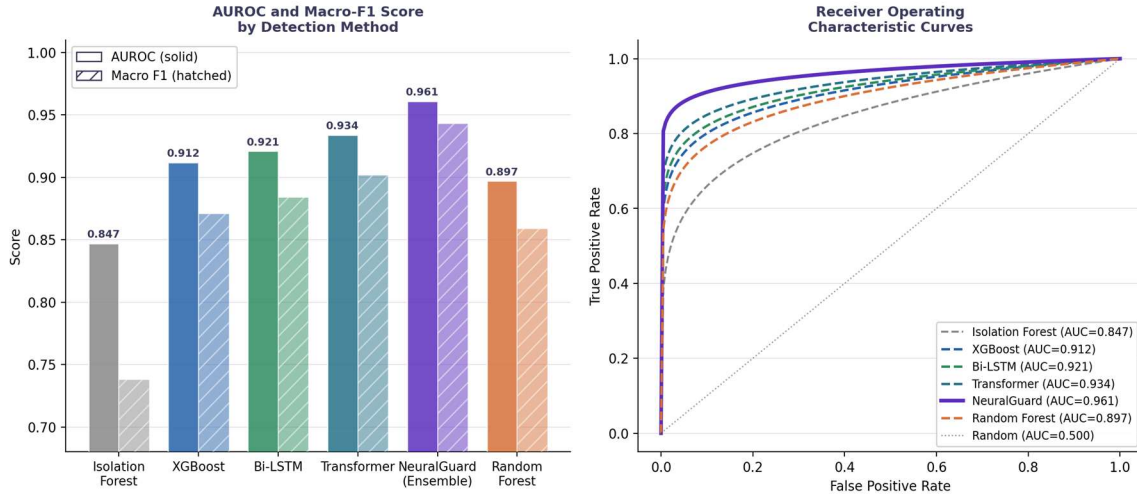 AUROC and Macro-F1 Score
by Detection Method
1.00
0.95
0.90
0.85
0.80
0.75
0.70
Score
AUROC (solid)
Macro F1 (hatched)
0.847
0.912
0.921
0.934
0.961
0.897
Isolation
Forest
XGBoost
Bi-LSTM
Transformer
NeuralGuard
(Ensemble)
Random
Forest
Receiver Operating
Characteristic Curves
1.0
0.8
0.6
0.4
0.2
0.0
True Positive Rate
Isolation Forest (AUC=0.847)
XGBoost (AUC=0.912)
Bi-LSTM (AUC=0.921)
Transformer (AUC=0.934)
NeuralGuard (AUC=0.961)
Random Forest (AUC=0.897)
Random (AUC=0.500)
0.0
0.2
0.4
0.6
0.8
1.0
False Positive Rate